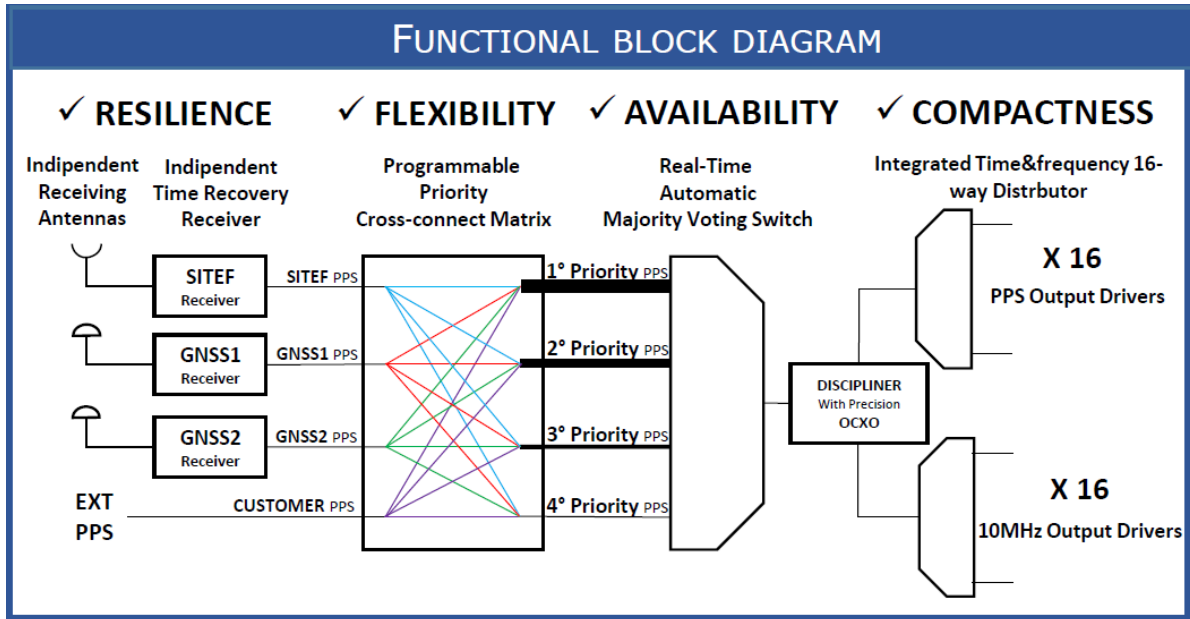 FUNCTIONAL BLOCK DIAGRAM
✓ RESILIENCE
✓ FLEXIBILITY
✓ AVAILABILITY
✓ COMPACTNESS
Indipendent
Receiving
Antennas
Indipendent
Time Recovery
Receiver
Programmable
Priority
Cross-connect Matrix
Real-Time
Automatic
Majority Voting Switch
Integrated Time&frequency 16-
way Distrbutor
SITEF
Receiver
SITEF PPS
1° Priority PPS
GNSS1
Receiver
GNSS1 PPS
2° Priority PPS
GNSS2
Receiver
GNSS2 PPS
3° Priority PPS
EXT
PPS
CUSTOMER PPS
4° Priority PPS
DISCIPLINER
With Precision
OCXO
X 16
PPS Output Drivers
X 16
10MHz Output Drivers